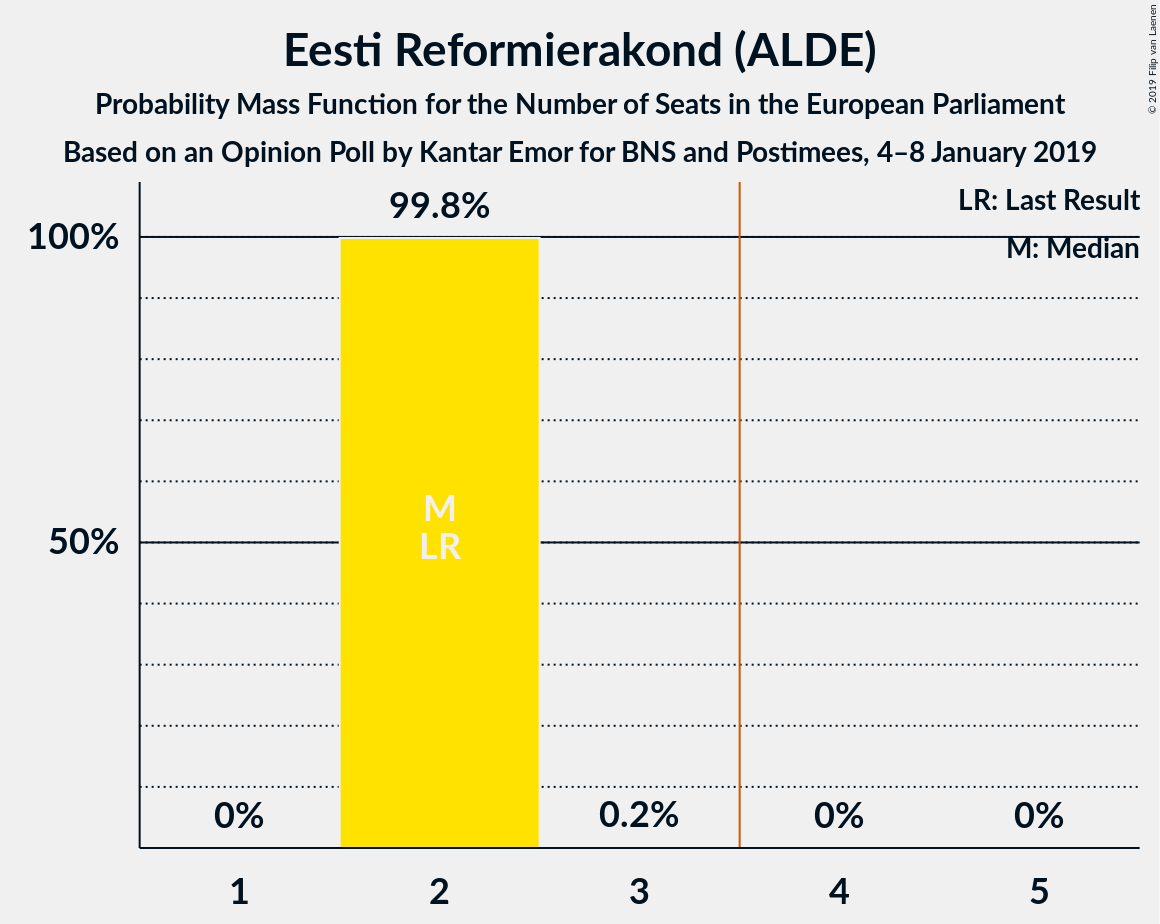 Eesti Reformierakond (ALDE)
Probability Mass Function for the Number of Seats in the European Parliament
Based on an Opinion Poll by Kantar Emor for BNS and Postimees, 4–8 January 2019
© 2019 Filip van Laenen
LR: Last Result
M: Median
100%
50%
99.8%
M
LR
0%
0.2%
0%
0%
1
2
3
4
5